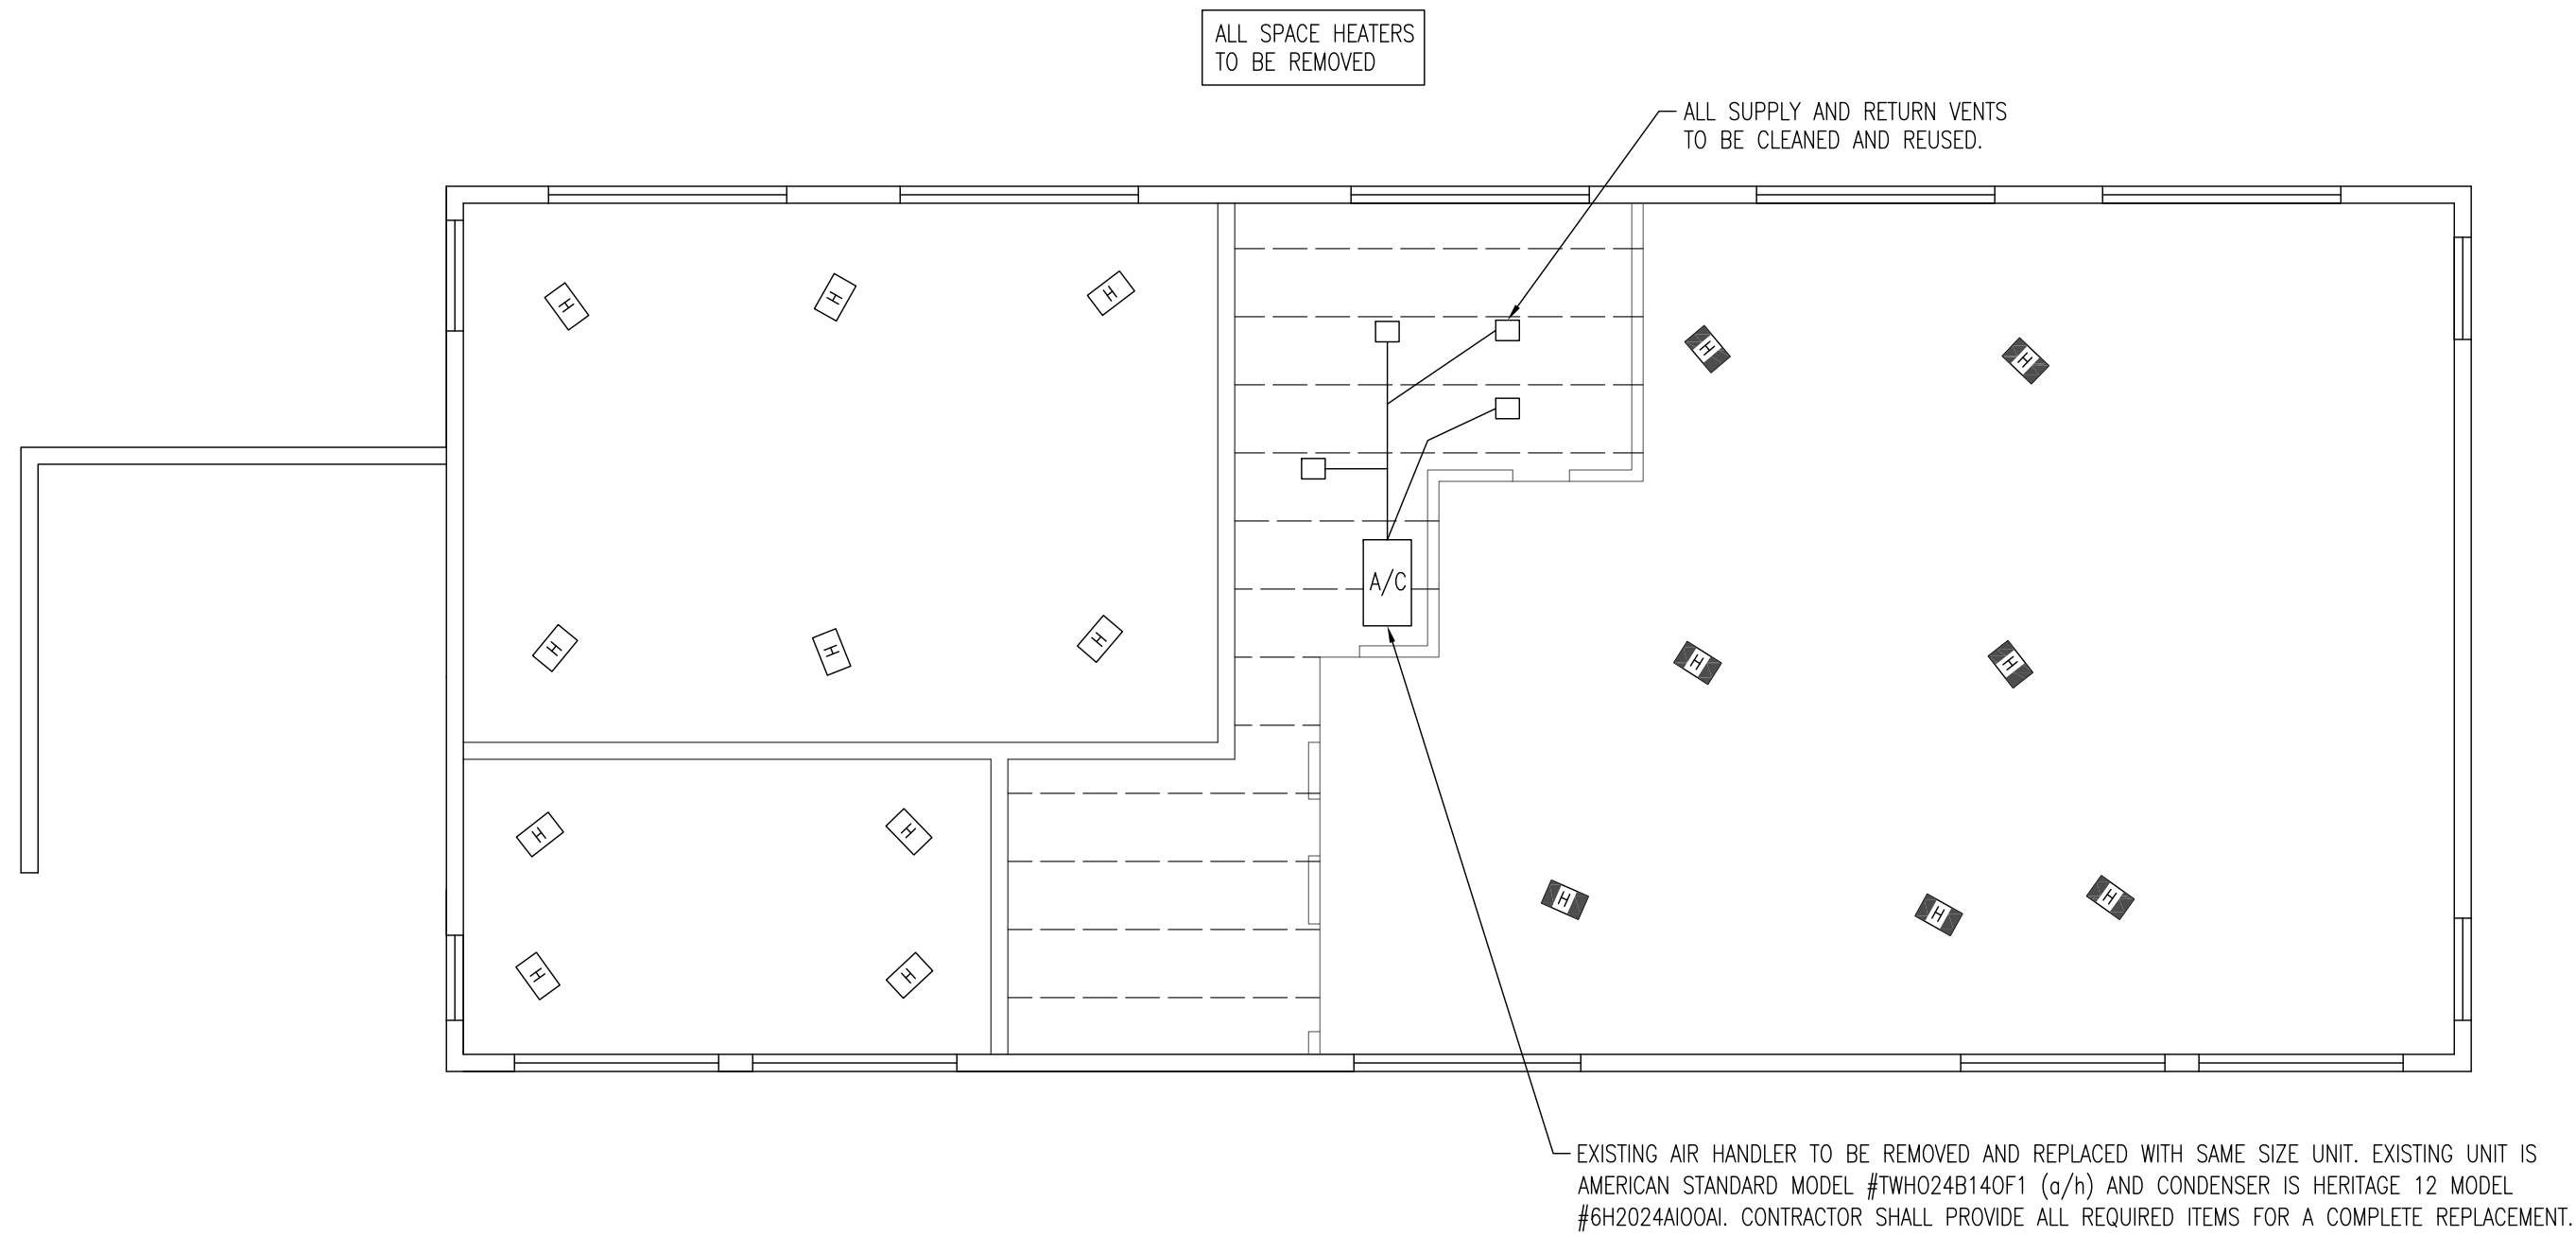 ALL SPACE HEATERS
TO BE REMOVED
ALL SUPPLY AND RETURN VENTS
TO BE CLEANED AND REUSED.
H
H
H
H
H
A/C
H
H
H
H
H
H
H
H
H
H
H
H
EXISTING AIR HANDLER TO BE REMOVED AND REPLACED WITH SAME SIZE UNIT. EXISTING UNIT IS
AMERICAN STANDARD MODEL #TWH024B140F1 (a/h) AND CONDENSER IS HERITAGE 12 MODEL
#6H2024AI00AI. CONTRACTOR SHALL PROVIDE ALL REQUIRED ITEMS FOR A COMPLETE REPLACEMENT.